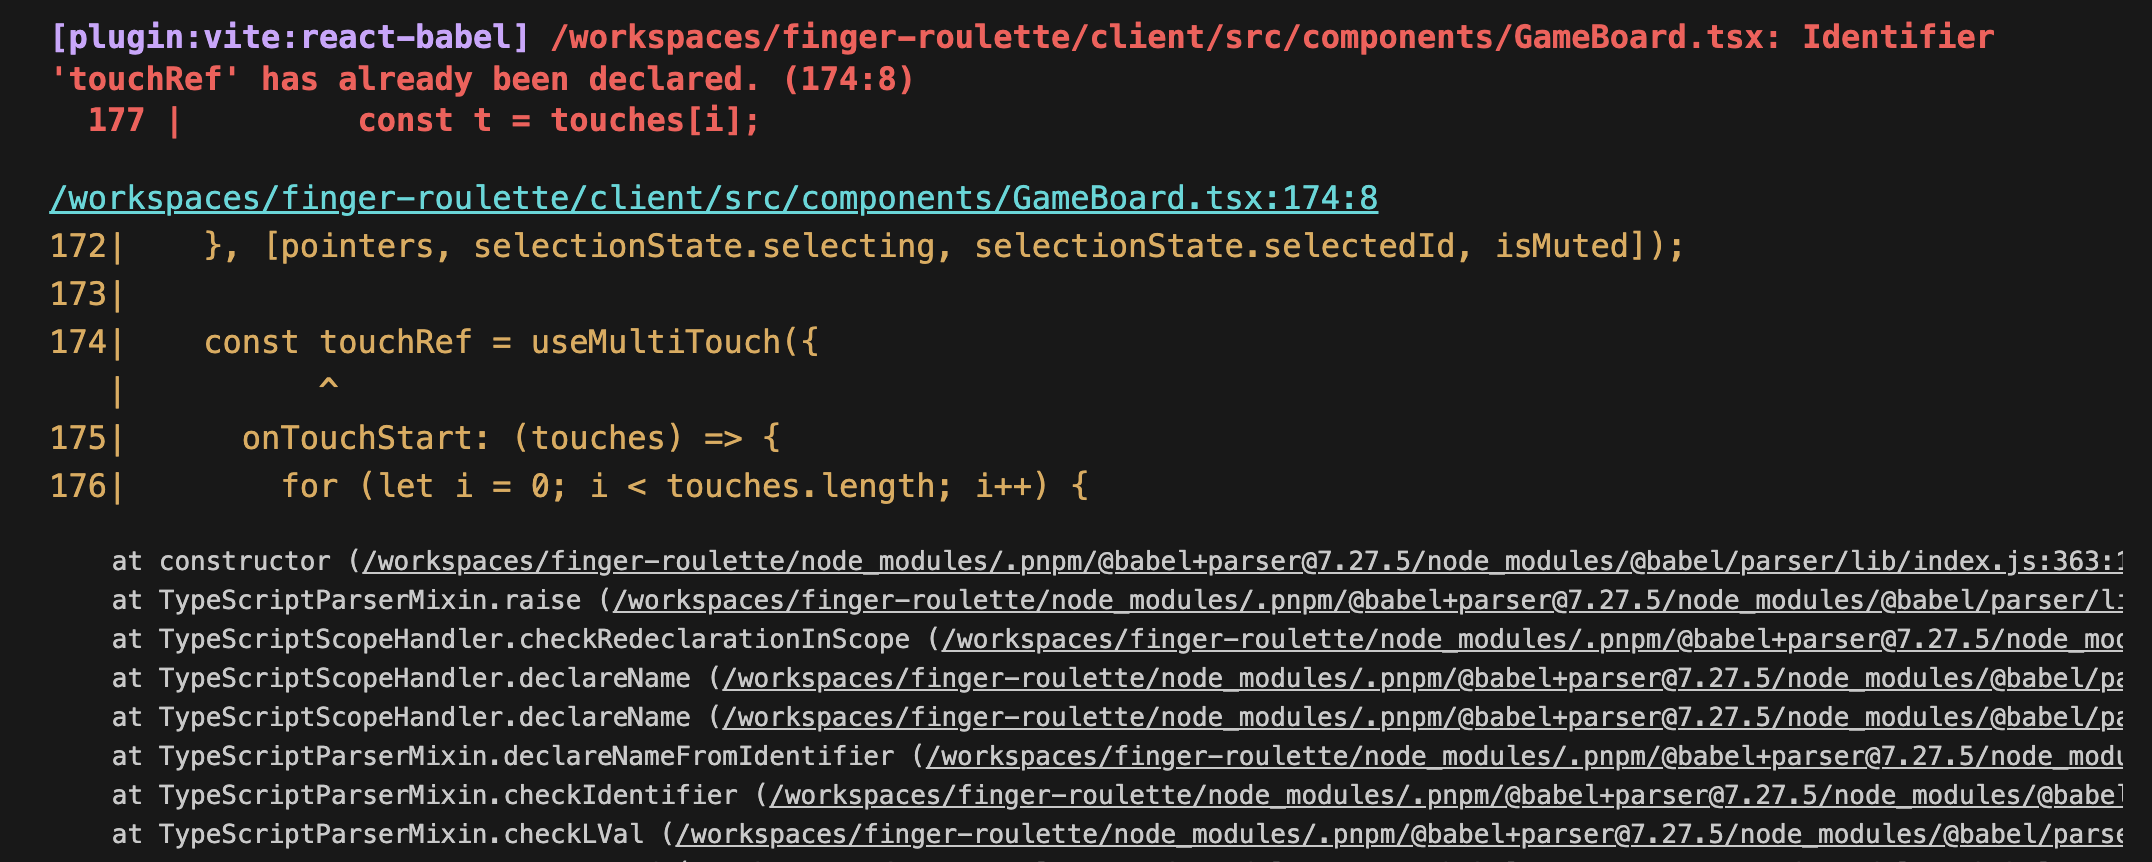 [plugin:vite:react-babel] /workspaces/finger-roulette/client/src/components/GameBoard.tsx: Identifier
'touchRef' has already been declared. (174:8)
  177 |         const t = touches[i];
/workspaces/finger-roulette/client/src/components/GameBoard.tsx:174:8
172|    }, [pointers, selectionState.selecting, selectionState.selectedId, isMuted]);
173|
174|    const touchRef = useMultiTouch({
   |          ^
175|      onTouchStart: (touches) => {
176|        for (let i = 0; i < touches.length; i++) {
    at constructor (/workspaces/finger-roulette/node_modules/.pnpm/@babel+parser@7.27.5/node_modules/@babel/parser/lib/index.js:363:1
    at TypeScriptParserMixin.raise (/workspaces/finger-roulette/node_modules/.pnpm/@babel+parser@7.27.5/node_modules/@babel/parser/li
    at TypeScriptScopeHandler.checkRedeclarationInScope (/workspaces/finger-roulette/node_modules/.pnpm/@babel+parser@7.27.5/node_mod
    at TypeScriptScopeHandler.declareName (/workspaces/finger-roulette/node_modules/.pnpm/@babel+parser@7.27.5/node_modules/@babel/pa
    at TypeScriptScopeHandler.declareName (/workspaces/finger-roulette/node_modules/.pnpm/@babel+parser@7.27.5/node_modules/@babel/pa
    at TypeScriptParserMixin.declareNameFromIdentifier (/workspaces/finger-roulette/node_modules/.pnpm/@babel+parser@7.27.5/node_modu
    at TypeScriptParserMixin.checkIdentifier (/workspaces/finger-roulette/node_modules/.pnpm/@babel+parser@7.27.5/node_modules/@babel
    at TypeScriptParserMixin.checkLVal (/workspaces/finger-roulette/node_modules/.pnpm/@babel+parser@7.27.5/node_modules/@babel/parse